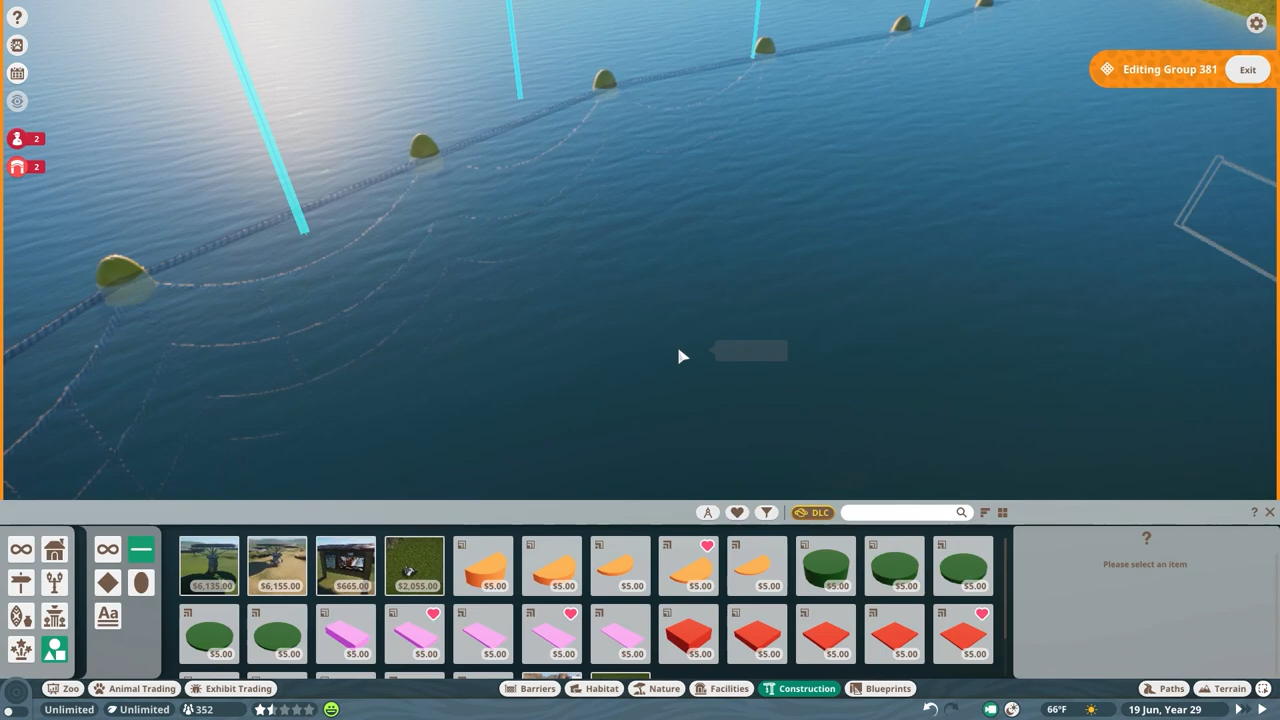 ?
Editing Group 381
Exit
2
2
DLC
? ×
$6,135.00
$6,155.00
$665.00
$2,055.00
$5.00
$5.00
$5.00
$5.00
$5.00
$5.00
$5.00
$5.00
Aa
?
Please select an item
$5.00
$5.00
$5.00
$5.00
$5.00
$5.00
$5.00
$5.00
$5.00
$5.00
$5.00
$5.00
Zoo
Animal Trading
Exhibit Trading
Barriers
Habitat
Nature
Facilities
Construction
Blueprints
Paths
Terrain
Unlimited
Unlimited
352
66°F
19 Jun, Year 29